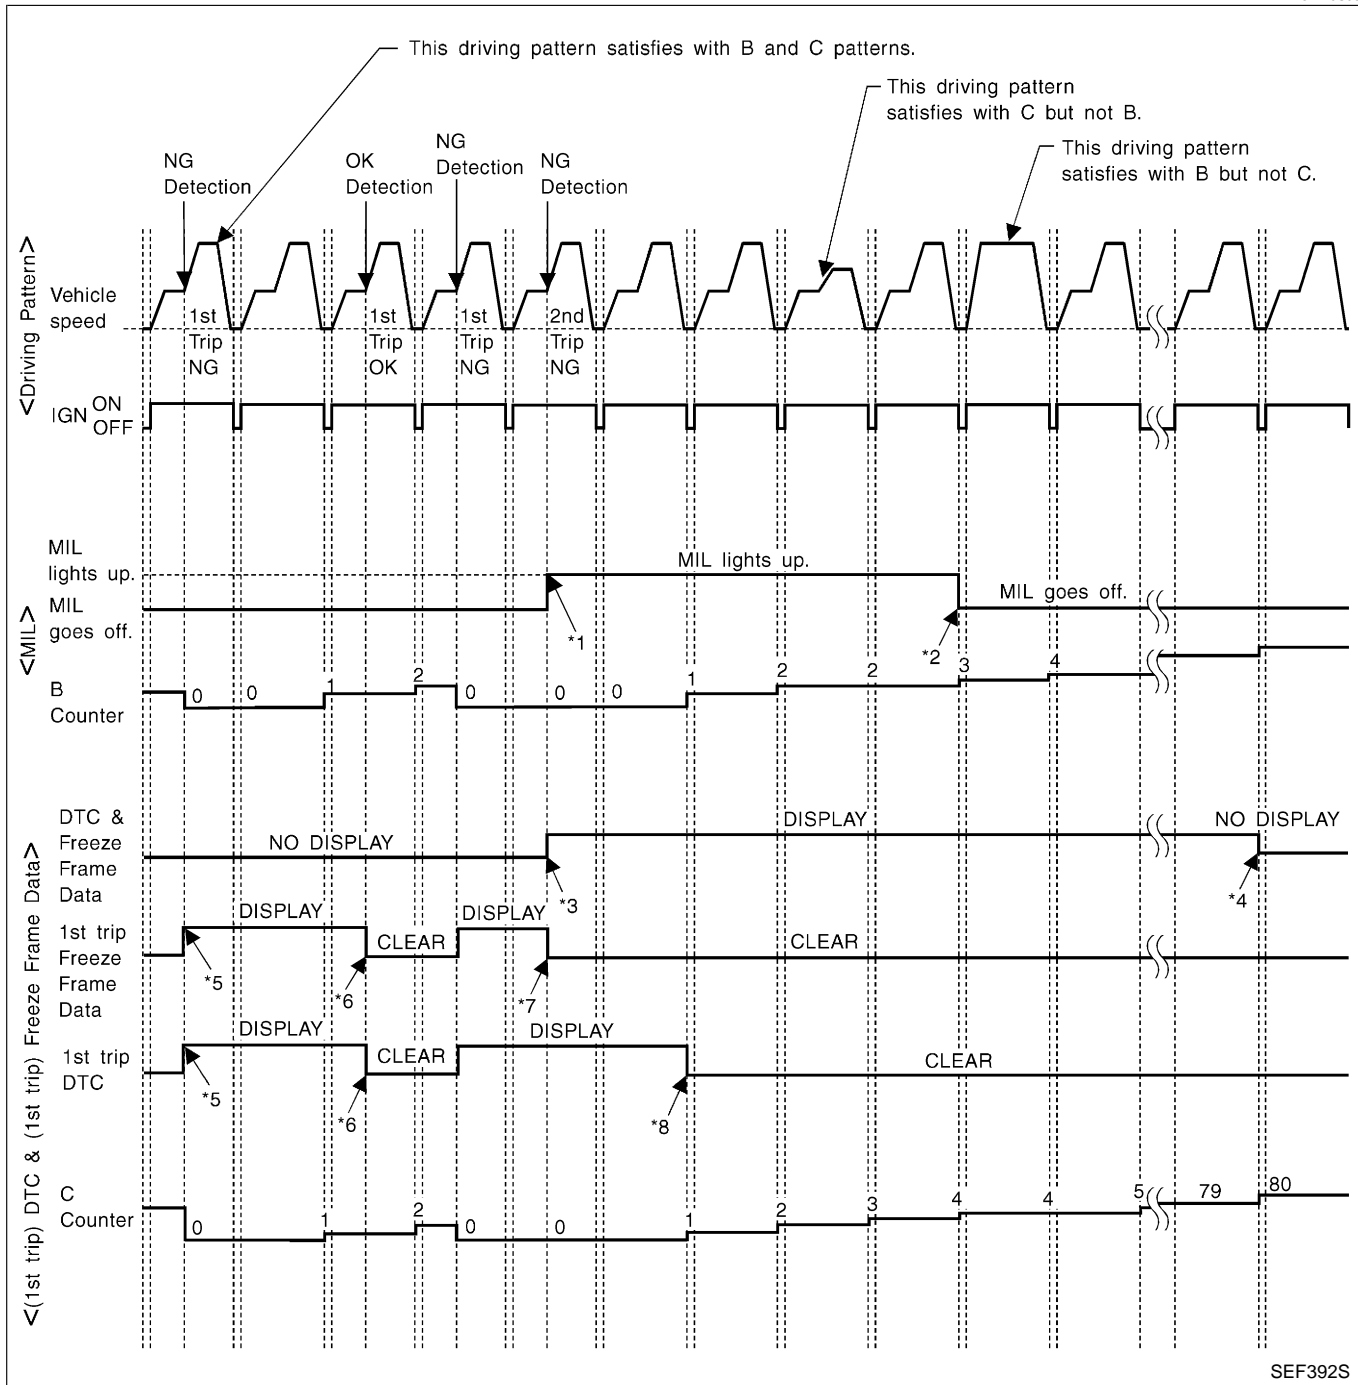 This driving pattern satisfies with B and C patterns.
This driving pattern
satisfies with C but not B.
This driving pattern
satisfies with B but not C.
NG
Detection
OK
Detection
NG
Detection
NG
Detection
<Driving Pattern>
Vehicle
speed
1st
Trip
NG
1st
Trip
OK
1st
Trip
NG
2nd
Trip
NG
IGN ON
OFF
<MIL>
MIL
lights up.
MIL
goes off.
MIL lights up.
MIL goes off.
*1
*2
B
Counter
0 0 1 2 0 0 0 1 2 2 3 4
<(1st trip) DTC & (1st trip) Freeze Frame Data>
DTC &
Freeze
Frame
Data
NO DISPLAY
DISPLAY
NO DISPLAY
*3
*4
1st trip
Freeze
Frame
Data
DISPLAY
CLEAR
DISPLAY
CLEAR
*5
*6
*7
1st trip
DTC
DISPLAY
CLEAR
DISPLAY
CLEAR
*5
*6
*8
C
Counter
0 1 2 0 0 1 2 3 4 4 5 79 80
SEF392S